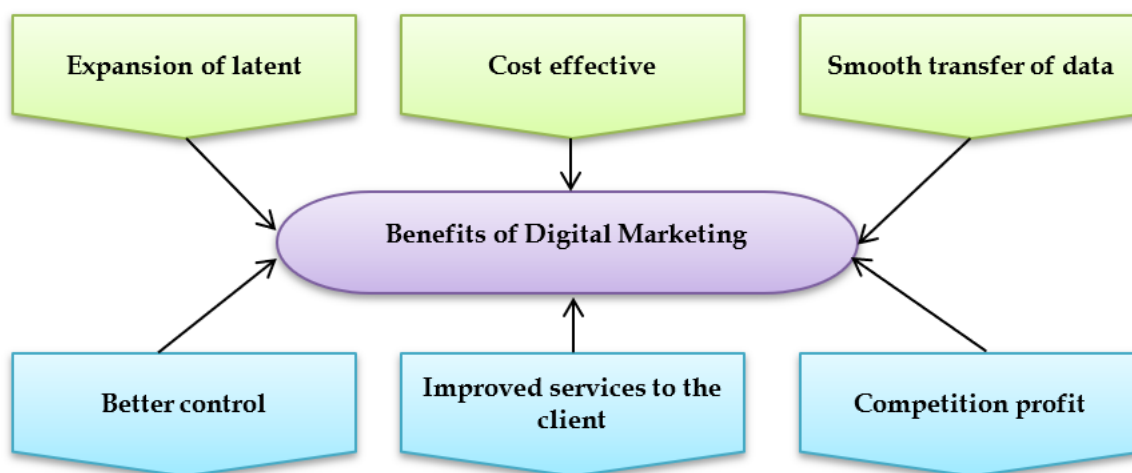 Expansion of latent
Cost effective
Smooth transfer of data
Benefits of Digital Marketing
Better control
Improved services to the
client
Competition profit